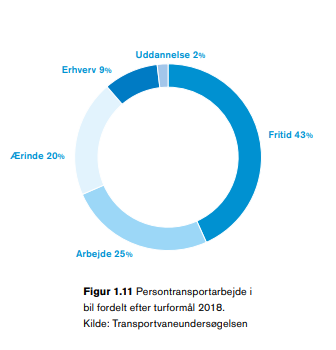 Uddannelse 2%
Erhverv 9%
Fritid 43%
Ærinde 20%
Arbejde 25%
Figur 1.11 Persontransportarbejde i
bil fordelt efter turformål 2018.
Kilde: Transportvaneundersøgelsen